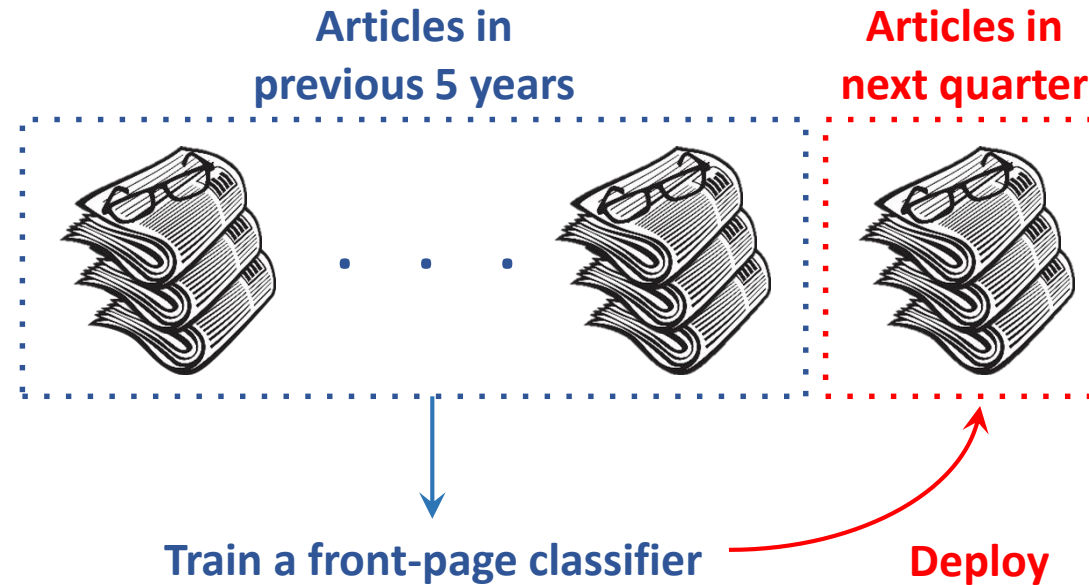 Articles in
previous 5 years
Articles in
next quarter
Train a front-page classifier
Deploy